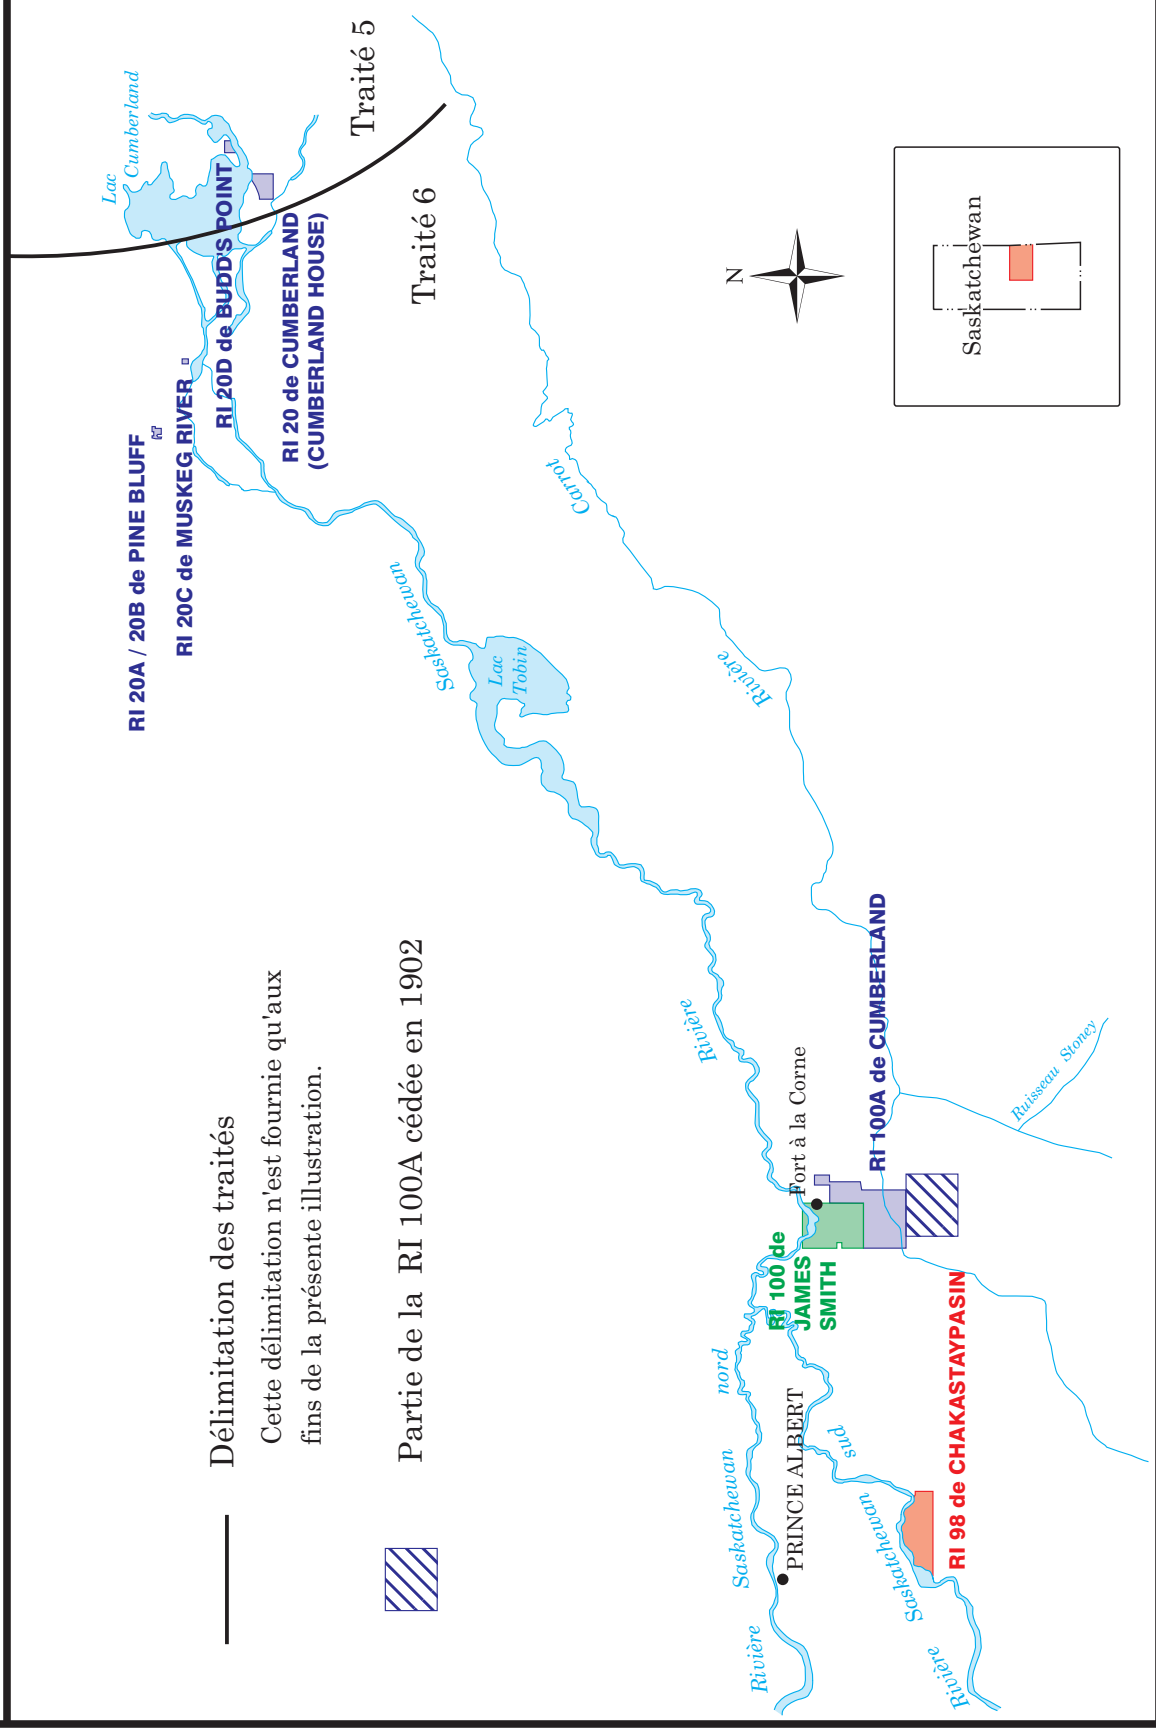 Délimitation des traités
Cette délimitation n'est fournie qu'aux
fins de la présente illustration.
Partie de la RI 100A cédée en 1902
Lac
Cumberland
Traité 5
Traité 6
RI 20A / 20B de PINE BLUFF
RI 20C de MUSKEG RIVER
RI 20D de BUDD'S POINT
RI 20 de CUMBERLAND
(CUMBERLAND HOUSE)
Saskatchewan
Lac
Tobin
Carrot
Rivière
Rivière
Fort à la Corne
RI 100A de CUMBERLAND
Ruisseau Stoney
RI 100 de
JAMES
SMITH
nord
Saskatchewan
Rivière
PRINCE ALBERT
sud
Saskatchewan
Rivière
RI 98 de CHAKASTAYPASIN
N
Saskatchewan